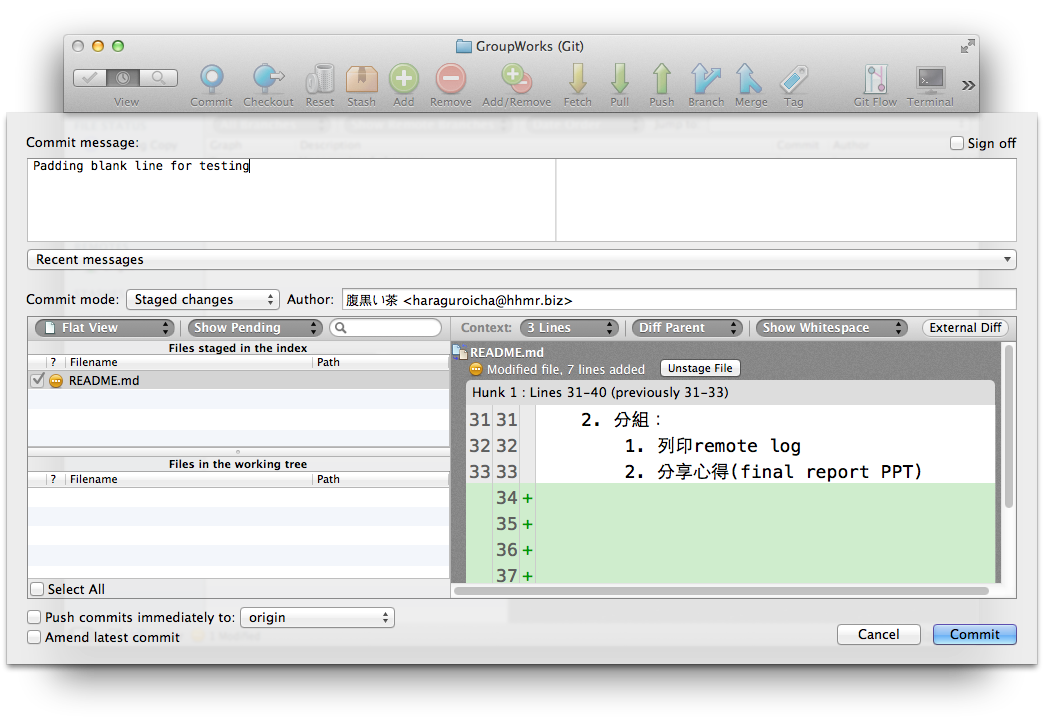 GroupWorks (Git)
View Commit Checkout Reset Stash Add Remove Add/Remove Fetch Pull Push Branch Merge Tag Git Flow Terminal
Commit message: Sign off
Padding blank line for testing
Recent messages
Commit mode: Staged changes Author: 腹黒い茶 <haraguroicha@hhmr.biz>
Flat View Show Pending Context: 3 Lines Diff Parent Show Whitespace External Diff
Files staged in the index
? Filename Path
README.md
Files in the working tree
? Filename Path
Select All
README.md
Modified file, 7 lines added Unstage File
Hunk 1 : Lines 31-40 (previously 31-33)
31 31 2. 分組：
32 32 1. 列印remote log
33 33 2. 分享心得(final report PPT)
34 +
35 +
36 +
37 +
Push commits immediately to: origin
Amend latest commit
Cancel Commit